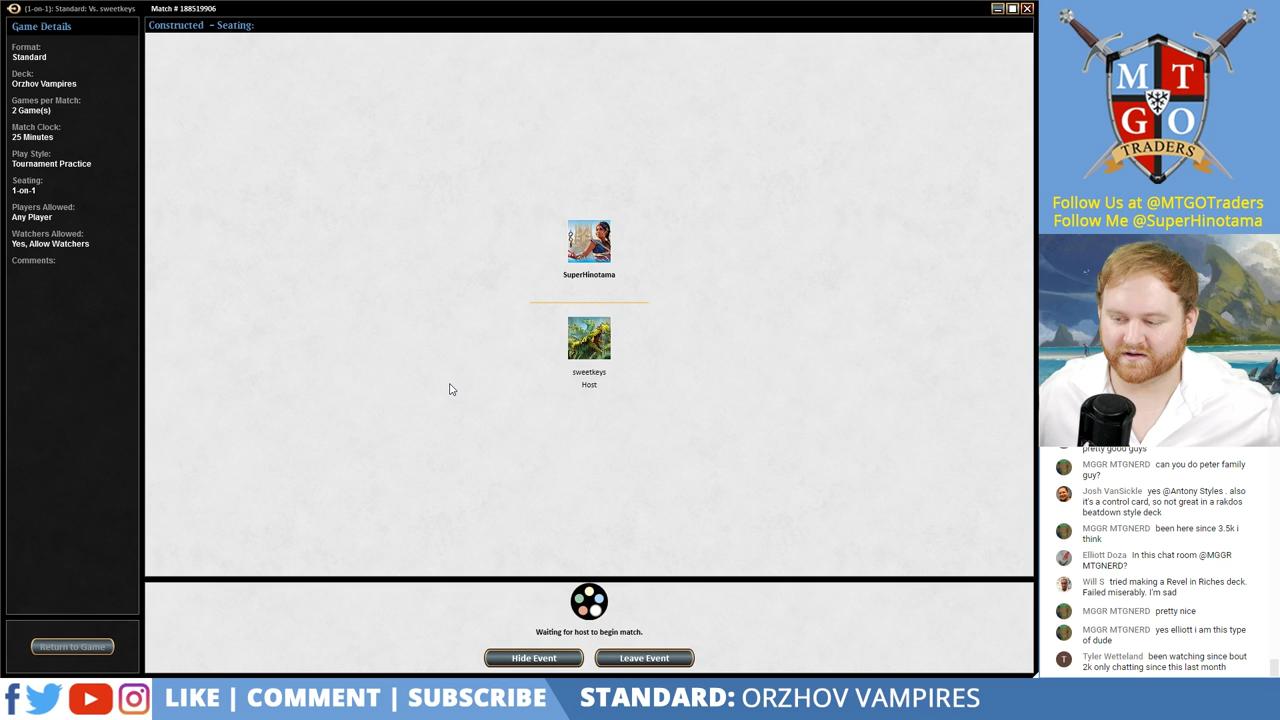 (1-on-1): Standard: Vs. sweetkeys
Match # 188519906
Game Details
Format:
Standard
Deck:
Orzhov Vampires
Games per Match:
2 Game(s)
Match Clock:
25 Minutes
Play Style:
Tournament Practice
Seating:
1-on-1
Players Allowed:
Any Player
Watchers Allowed:
Yes, Allow Watchers
Comments:
Return to Game
Constructed - Seating:
SuperHinotama
sweetkeys
Host
Waiting for host to begin match.
Hide Event
Leave Event
M T
G O
TRADERS
Follow Us at @MTGOTraders
Follow Me @SuperHinotama
pretty good guys
MGGR MTGNERD can you do peter family
guy?
Josh VanSickle yes @Antony Styles . also
it's a control card, so not great in a rakdos
beatdown style deck
MGGR MTGNERD been here since 3.5k i
think
Elliott Doza In this chat room @MGGR
MTGNERD?
Will S tried making a Revel in Riches deck.
Failed miserably. I'm sad
MGGR MTGNERD pretty nice
MGGR MTGNERD yes elliott i am this type
of dude
T
Tyler Wetteland been watching since bout
2k only chatting since this last month
LIKE | COMMENT | SUBSCRIBE
STANDARD: ORZHOV VAMPIRES